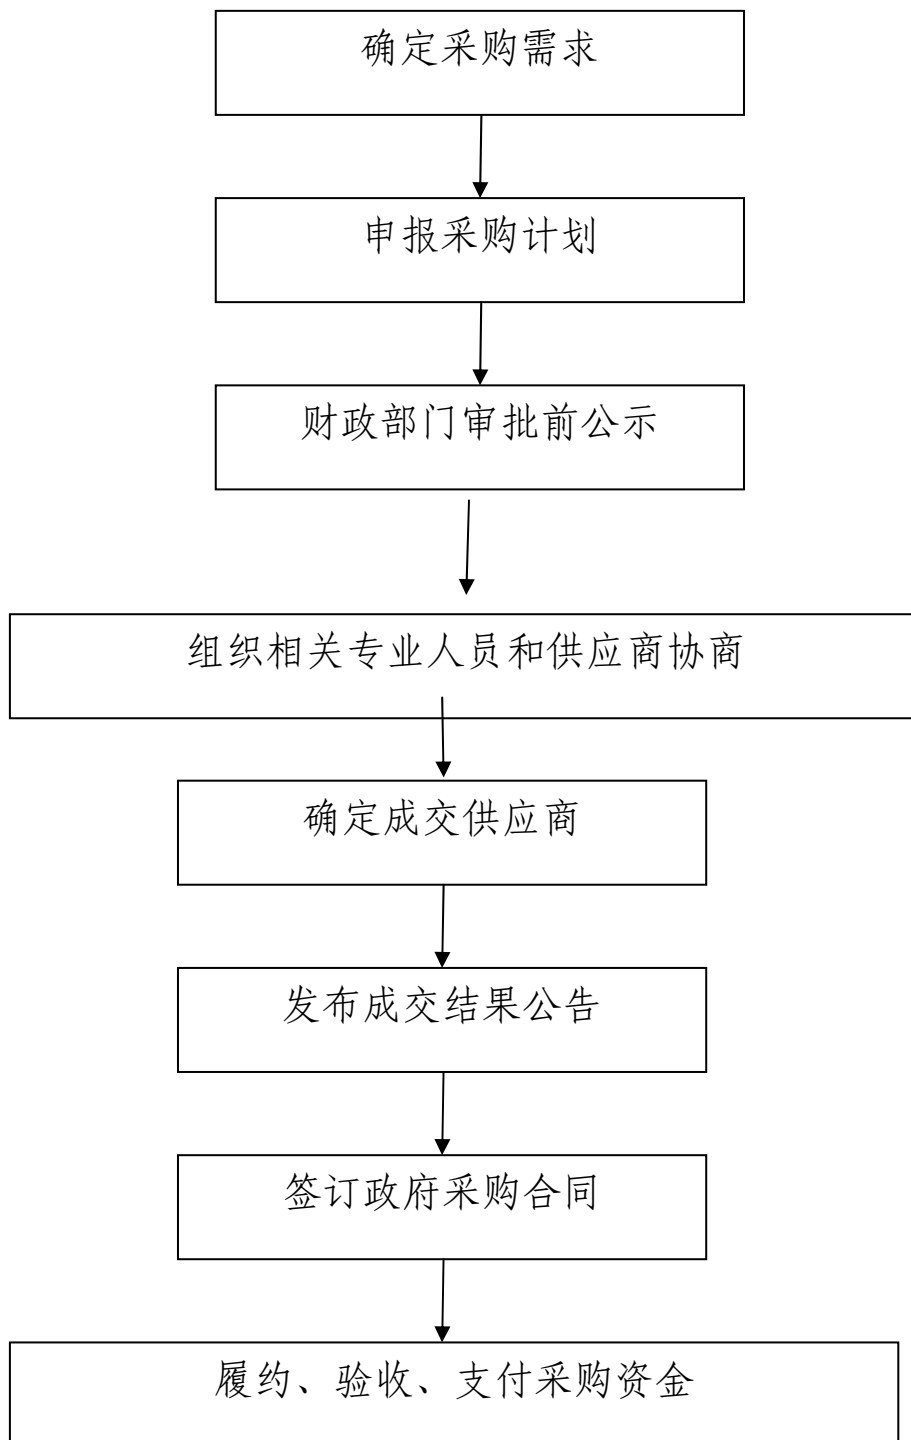 确定采购需求
申报采购计划
财政部门审批前公示
组织相关专业人员和供应商协商
确定成交供应商
发布成交结果公告
签订政府采购合同
履约、验收、支付采购资金